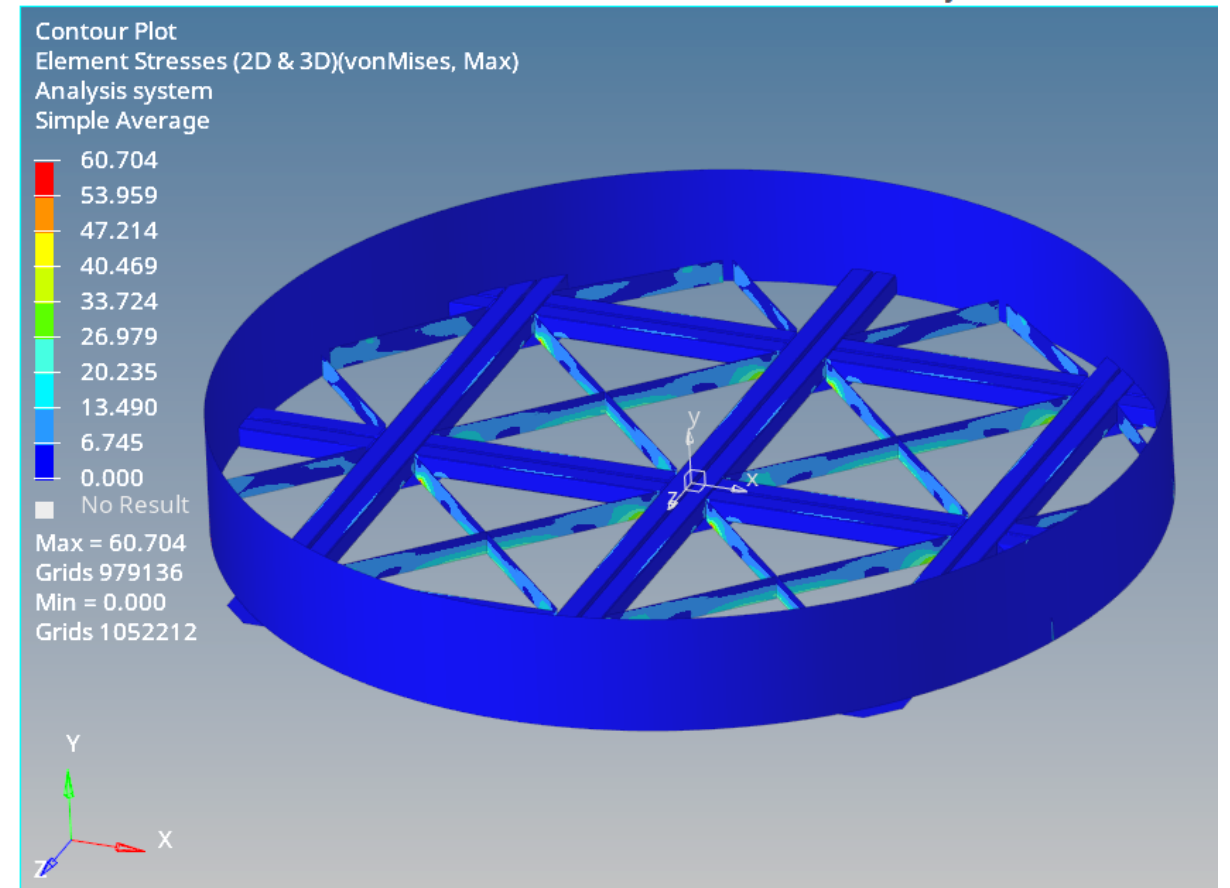 Contour Plot
Element Stresses (2D & 3D)(vonMises, Max)
Analysis system
Simple Average
60.704
53.959
47.214
40.469
33.724
26.979
20.235
13.490
6.745
0.000
No Result
Max = 60.704
Grids 979136
Min = 0.000
Grids 1052212
y
x
z
Y
X
Z